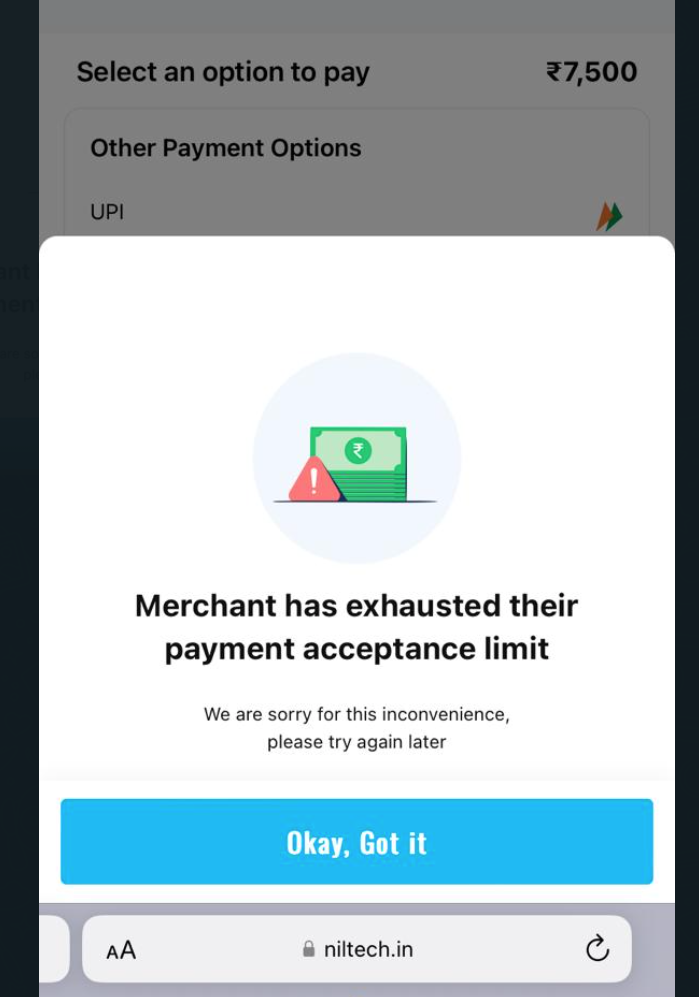 Select an option to pay ₹7,500
Other Payment Options
UPI
₹
!
Merchant has exhausted their
payment acceptance limit
We are sorry for this inconvenience,
please try again later
Okay, Got it
AA niltech.in